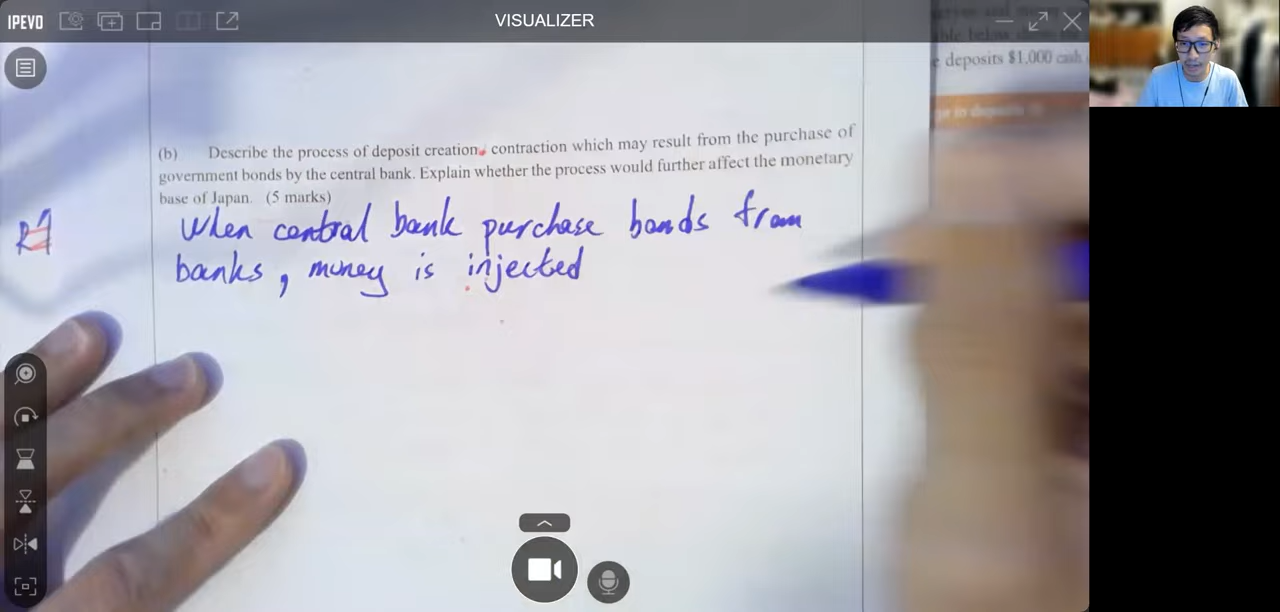 IPEVO
VISUALIZER
deposits $1,000 cash
(b) Describe the process of deposit creation, contraction which may result from the purchase of
government bonds by the central bank. Explain whether the process would further affect the monetary
base of Japan. (5 marks)
When central bank purchase bonds from
banks, money is injected